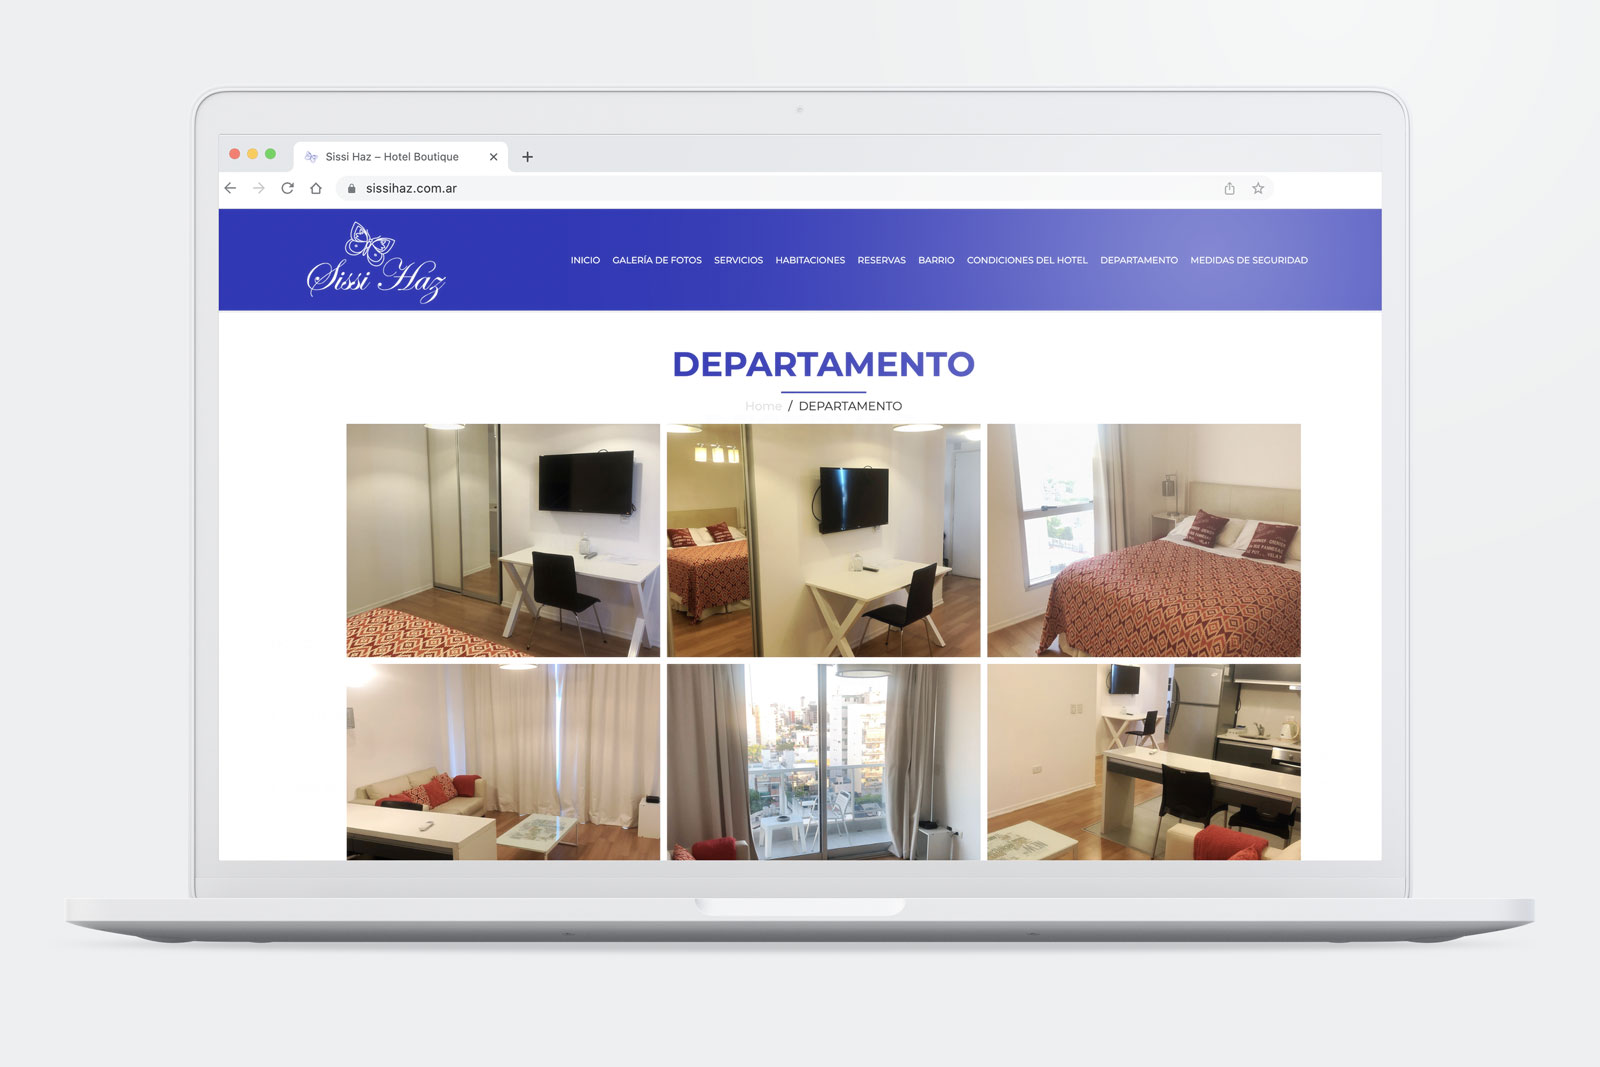 Sissi Haz – Hotel Boutique
sissihaz.com.ar
Sissi Haz
INICIO GALERÍA DE FOTOS SERVICIOS HABITACIONES RESERVAS BARRIO CONDICIONES DEL HOTEL DEPARTAMENTO MEDIDAS DE SEGURIDAD
DEPARTAMENTO
Home / DEPARTAMENTO